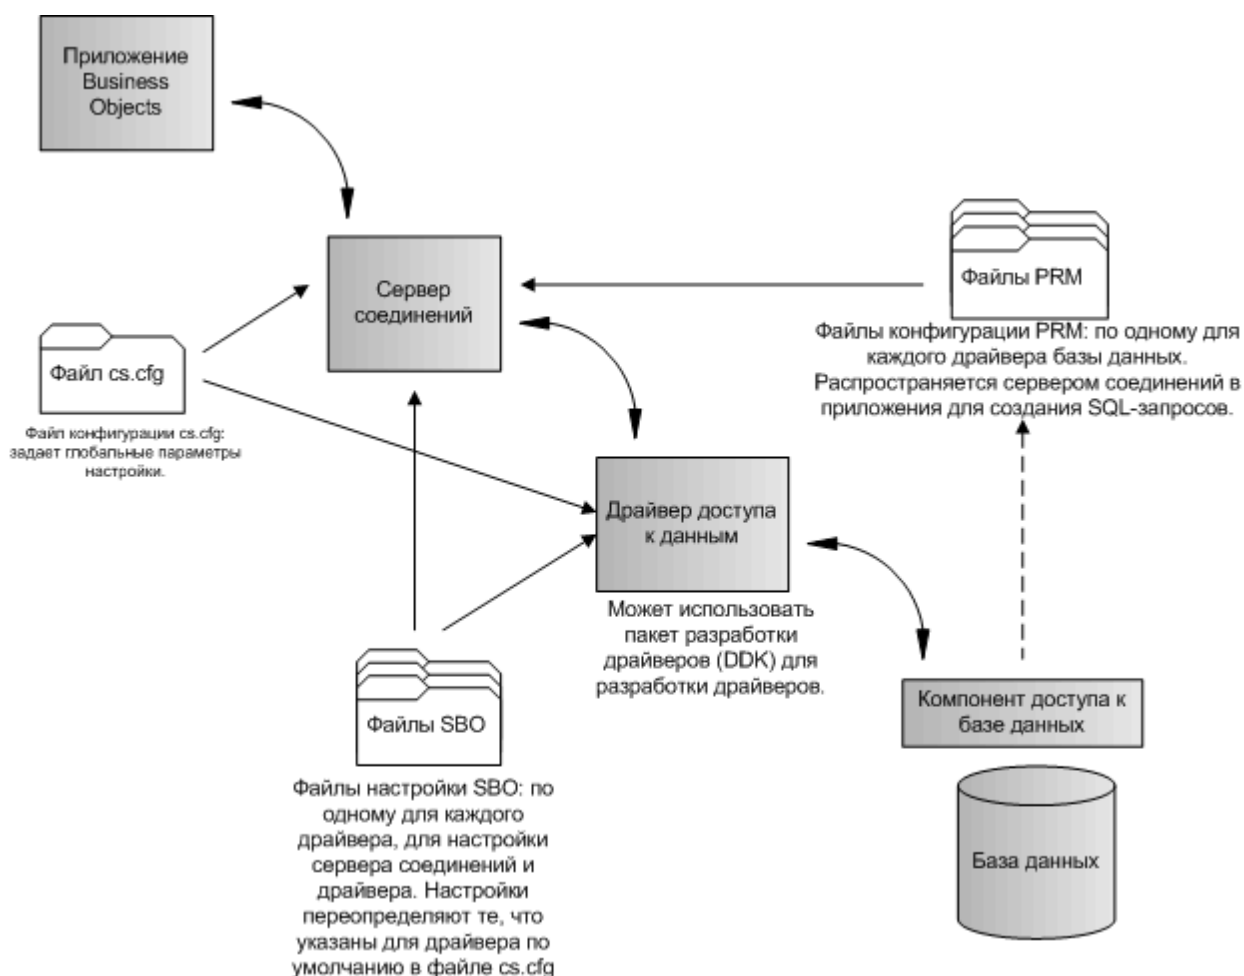 Приложение
Business
Objects
Сервер
соединений
Файлы PRM
Файлы конфигурации PRM: по одному для
каждого драйвера базы данных.
Распространяется сервером соединений в
приложения для создания SQL-запросов.
Файл cs.cfg
Файл конфигурации cs.cfg:
задает глобальные параметры
настройки.
Драйвер доступа
к данным
Может использовать
пакет разработки
драйверов (DDK) для
разработки драйверов.
Файлы SBO
Файлы настройки SBO: по
одному для каждого
драйвера, для настройки
сервера соединений и
драйвера. Настройки
переопределяют те, что
указаны для драйвера по
умолчанию в файле cs.cfg
Компонент доступа к
базе данных
База данных